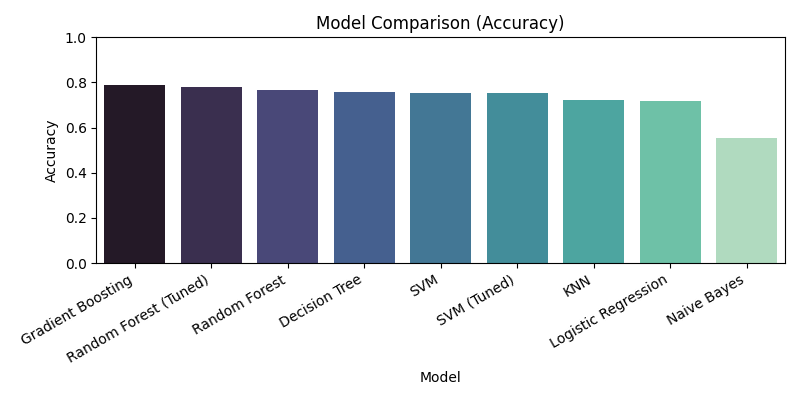 Model Comparison (Accuracy)
Accuracy
1.0
0.8
0.6
0.4
0.2
0.0
Gradient Boosting
Random Forest (Tuned)
Random Forest
Decision Tree
SVM
SVM (Tuned)
KNN
Logistic Regression
Naive Bayes
Model